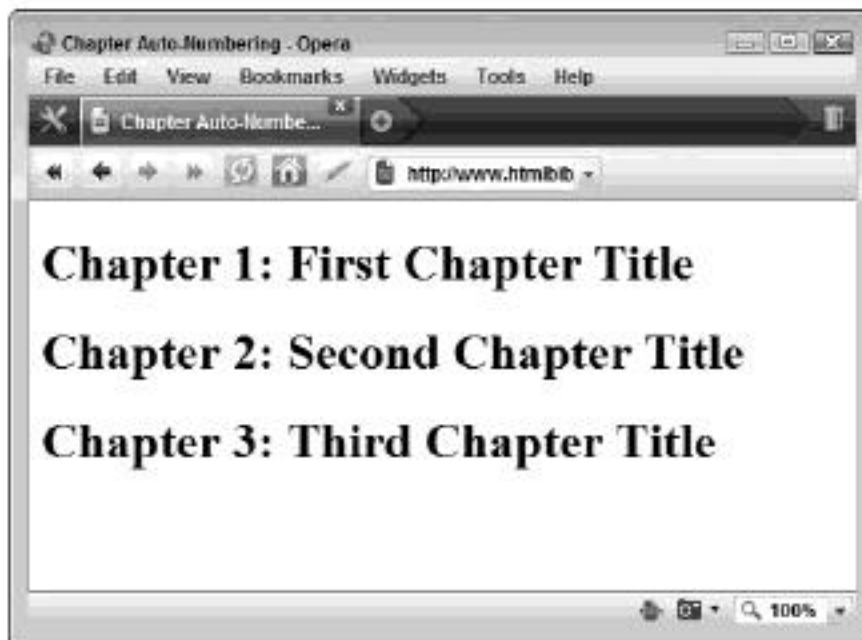 Chapter Auto-Numbering - Opera
File Edit View Bookmarks Widgets Tools Help
Chapter Auto-Numbe...
http://www.htmlbib
Chapter 1: First Chapter Title
Chapter 2: Second Chapter Title
Chapter 3: Third Chapter Title
100%